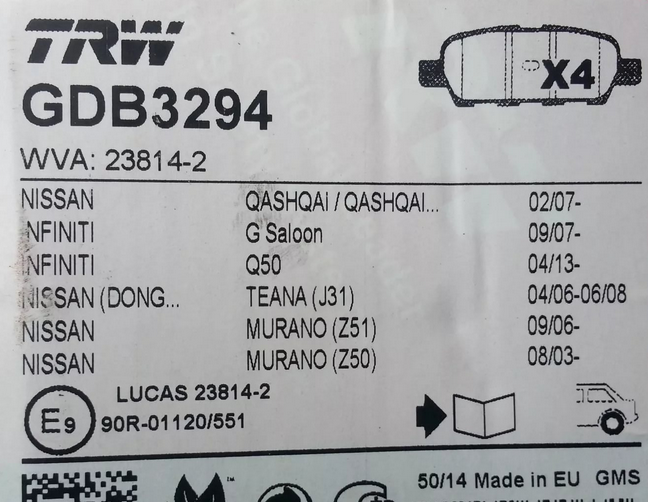 TRW
X4
GDB3294
WVA: 23814-2
NISSAN QASHQAI / QASHQAI... 02/07-
INFINITI G Saloon 09/07-
INFINITI Q50 04/13-
NISSAN (DONG... TEANA (J31) 04/06-06/08
NISSAN MURANO (Z51) 09/06-
NISSAN MURANO (Z50) 08/03-
LUCAS 23814-2
E9 90R-01120/551
50/14 Made in EU GMS